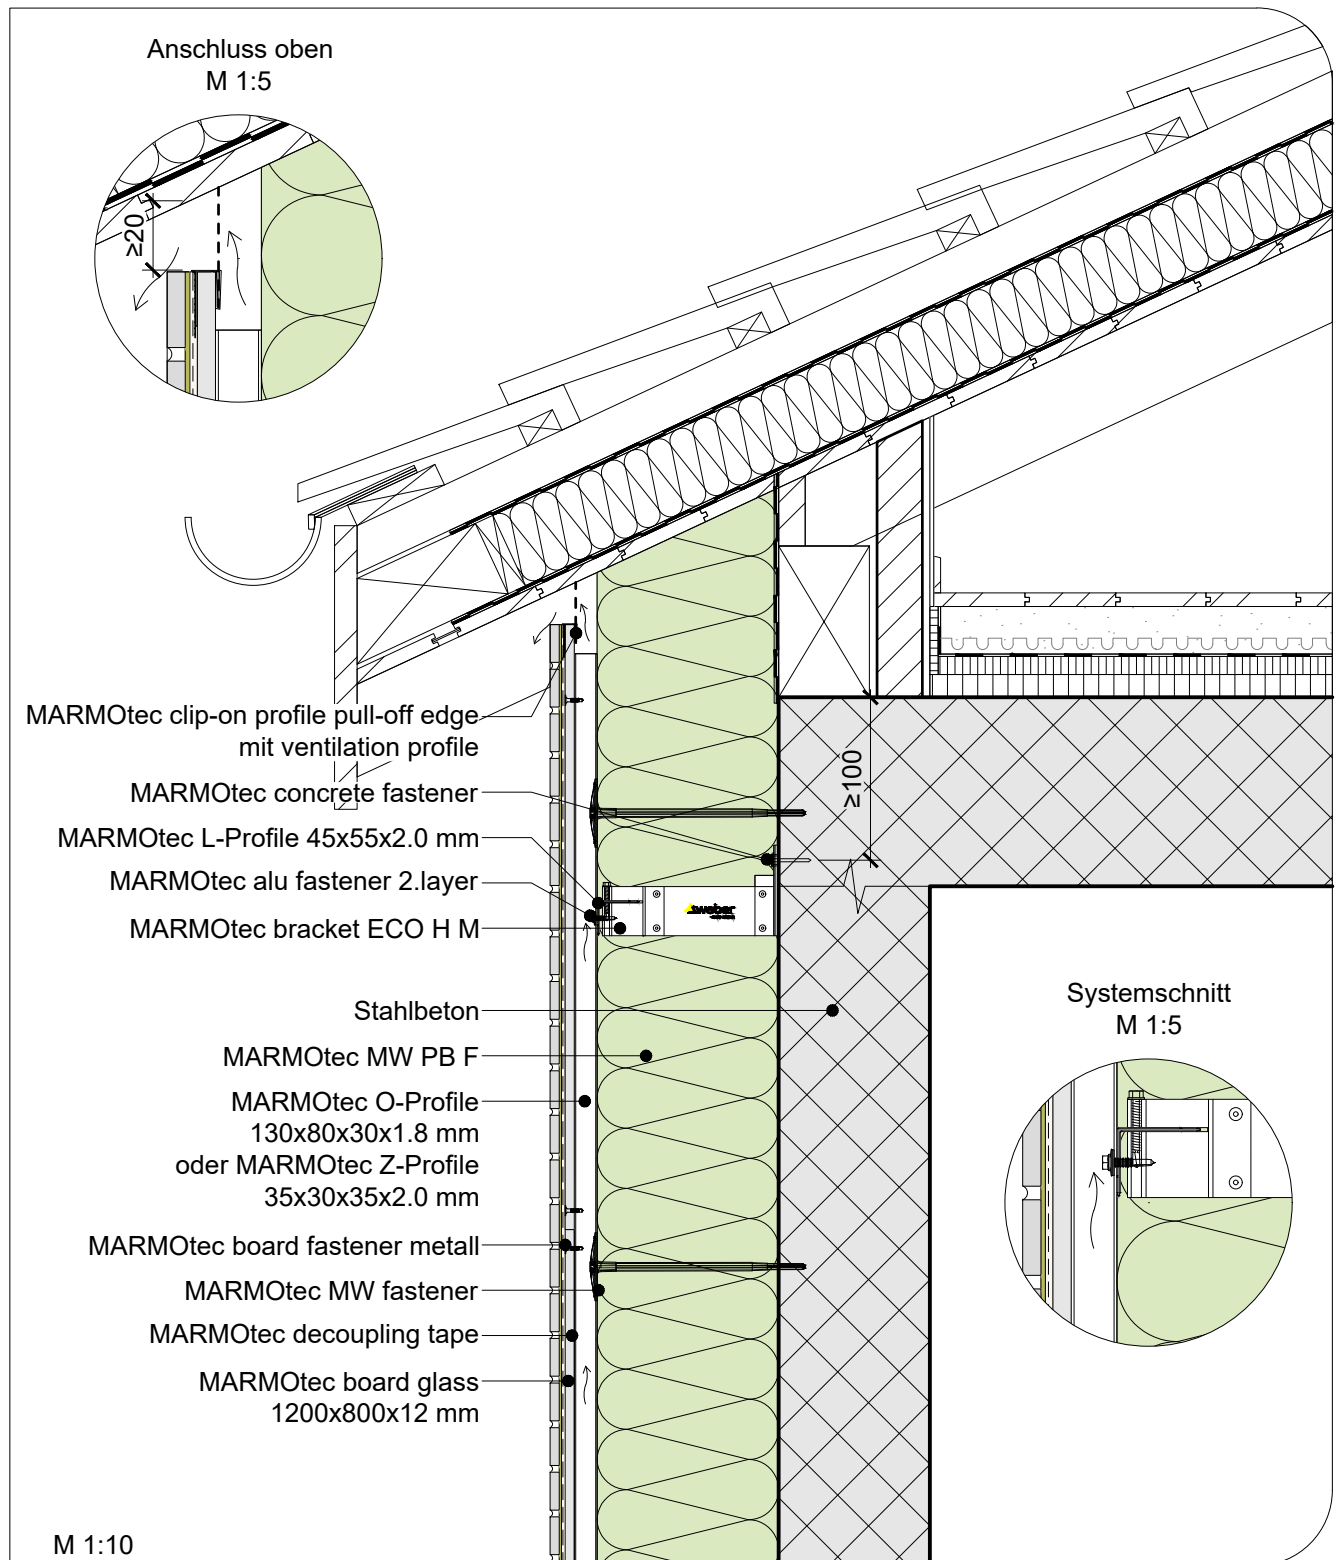 Anschluss oben
M 1:5
≥20
MARMOtec clip-on profile pull-off edge
mit ventilation profile
MARMOtec concrete fastener
MARMOtec L-Profile 45x55x2.0 mm
MARMOtec alu fastener 2.layer
MARMOtec bracket ECO H M
weber
≥100
Stahlbeton
MARMOtec MW PB F
MARMOtec O-Profile
130x80x30x1.8 mm
oder MARMOtec Z-Profile
35x30x35x2.0 mm
MARMOtec board fastener metall
MARMOtec MW fastener
MARMOtec decoupling tape
MARMOtec board glass
1200x800x12 mm
Systemschnitt
M 1:5
M 1:10